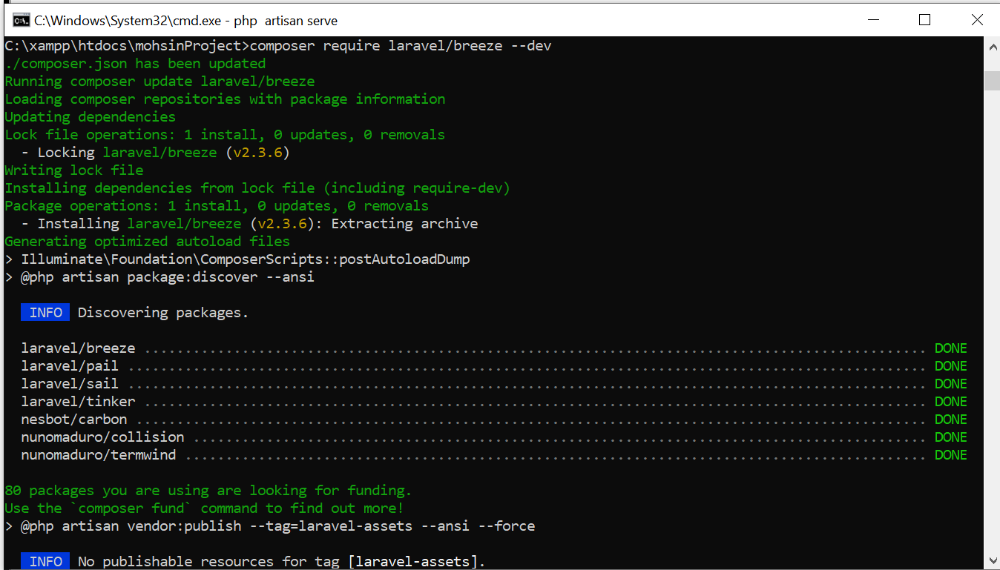 C:\Windows\System32\cmd.exe - php  artisan serve
C:\xampp\htdocs\mohsinProject>composer require laravel/breeze --dev
./composer.json has been updated
Running composer update laravel/breeze
Loading composer repositories with package information
Updating dependencies
Lock file operations: 1 install, 0 updates, 0 removals
  - Locking laravel/breeze (v2.3.6)
Writing lock file
Installing dependencies from lock file (including require-dev)
Package operations: 1 install, 0 updates, 0 removals
  - Installing laravel/breeze (v2.3.6): Extracting archive
Generating optimized autoload files
> Illuminate\Foundation\ComposerScripts::postAutoloadDump
> @php artisan package:discover --ansi
INFO  Discovering packages.
laravel/breeze ................................................................................................ DONE
laravel/pail .................................................................................................. DONE
laravel/sail .................................................................................................. DONE
laravel/tinker ................................................................................................ DONE
nesbot/carbon ................................................................................................. DONE
nunomaduro/collision .......................................................................................... DONE
nunomaduro/termwind ........................................................................................... DONE
80 packages you are using are looking for funding.
Use the `composer fund` command to find out more!
> @php artisan vendor:publish --tag=laravel-assets --ansi --force
INFO  No publishable resources for tag [laravel-assets].